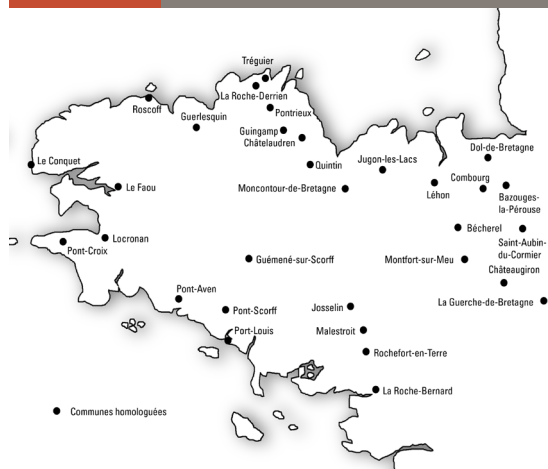 Tréguier
La Roche-Derrien
Roscoff
Pontrieux
Guerlesquin
Guingamp
Châtelaudren
Dol-de-Bretagne
Le Conquet
Quintin
Jugon-les-Lacs
Combourg
Le Faou
Moncontour-de-Bretagne
Léhon
Bazouges-
la-Pérouse
Bécherel
Locronan
Pont-Croix
Saint-Aubin-
du-Cormier
Guémené-sur-Scorff
Montfort-sur-Meu
Châteaugiron
Pont-Aven
La Guerche-de-Bretagne
Pont-Scorff
Josselin
Port-Louis
Malestroit
Rochefort-en-Terre
La Roche-Bernard
Communes homologuées